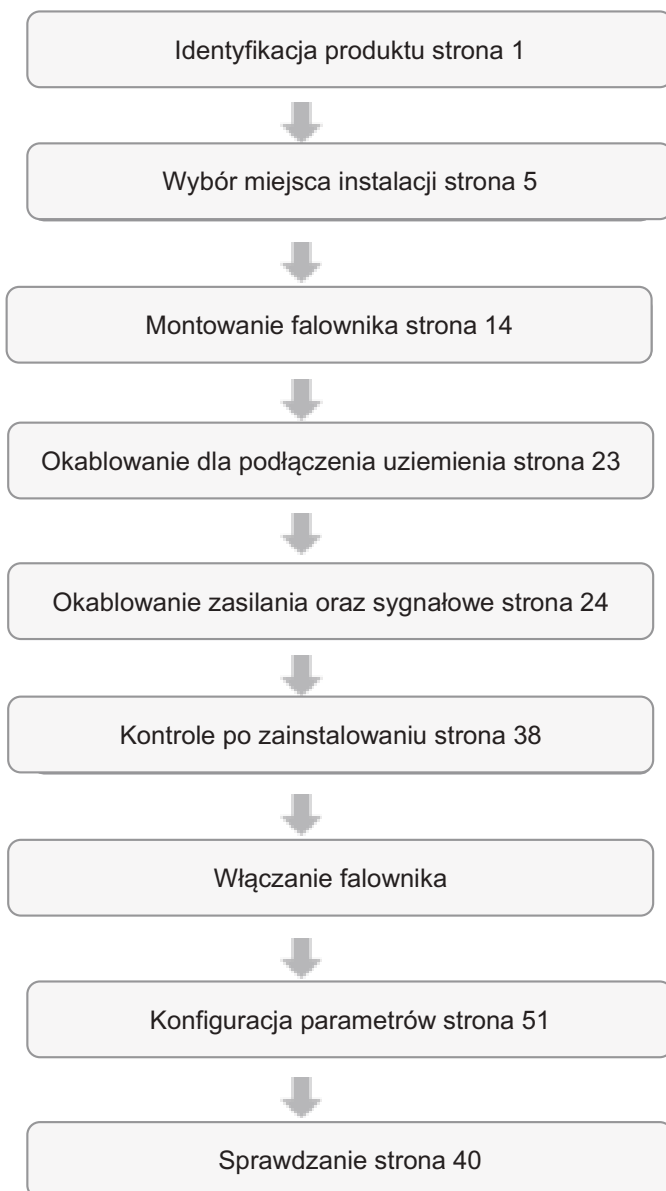 Identyfikacja produktu strona 1
Wybór miejsca instalacji strona 5
Montowanie falownika strona 14
Okablowanie dla podłączenia uziemienia strona 23
Okablowanie zasilania oraz sygnałowe strona 24
Kontrole po zainstalowaniu strona 38
Włączanie falownika
Konfiguracja parametrów strona 51
Sprawdzanie strona 40